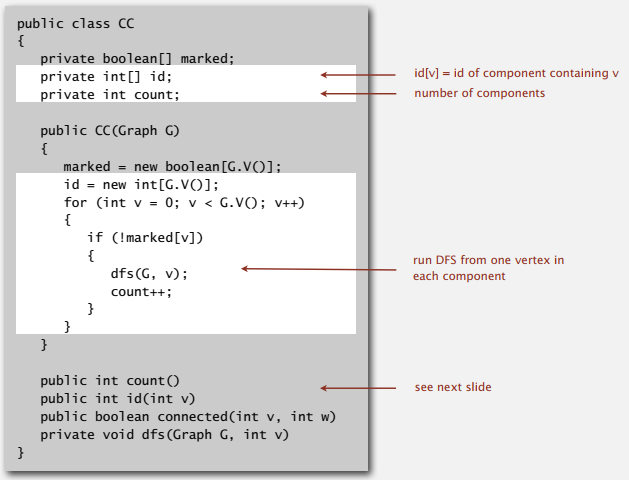 public class CC
{
   private boolean[] marked;
   private int[] id;
   private int count;
   public CC(Graph G)
   {
      marked = new boolean[G.V()];
      id = new int[G.V()];
      for (int v = 0; v < G.V(); v++)
      {
         if (!marked[v])
         {
            dfs(G, v);
            count++;
         }
      }
   }
   public int count()
   public int id(int v)
   public boolean connected(int v, int w)
   private void dfs(Graph G, int v)
}
id[v] = id of component containing v
number of components
run DFS from one vertex in
each component
see next slide